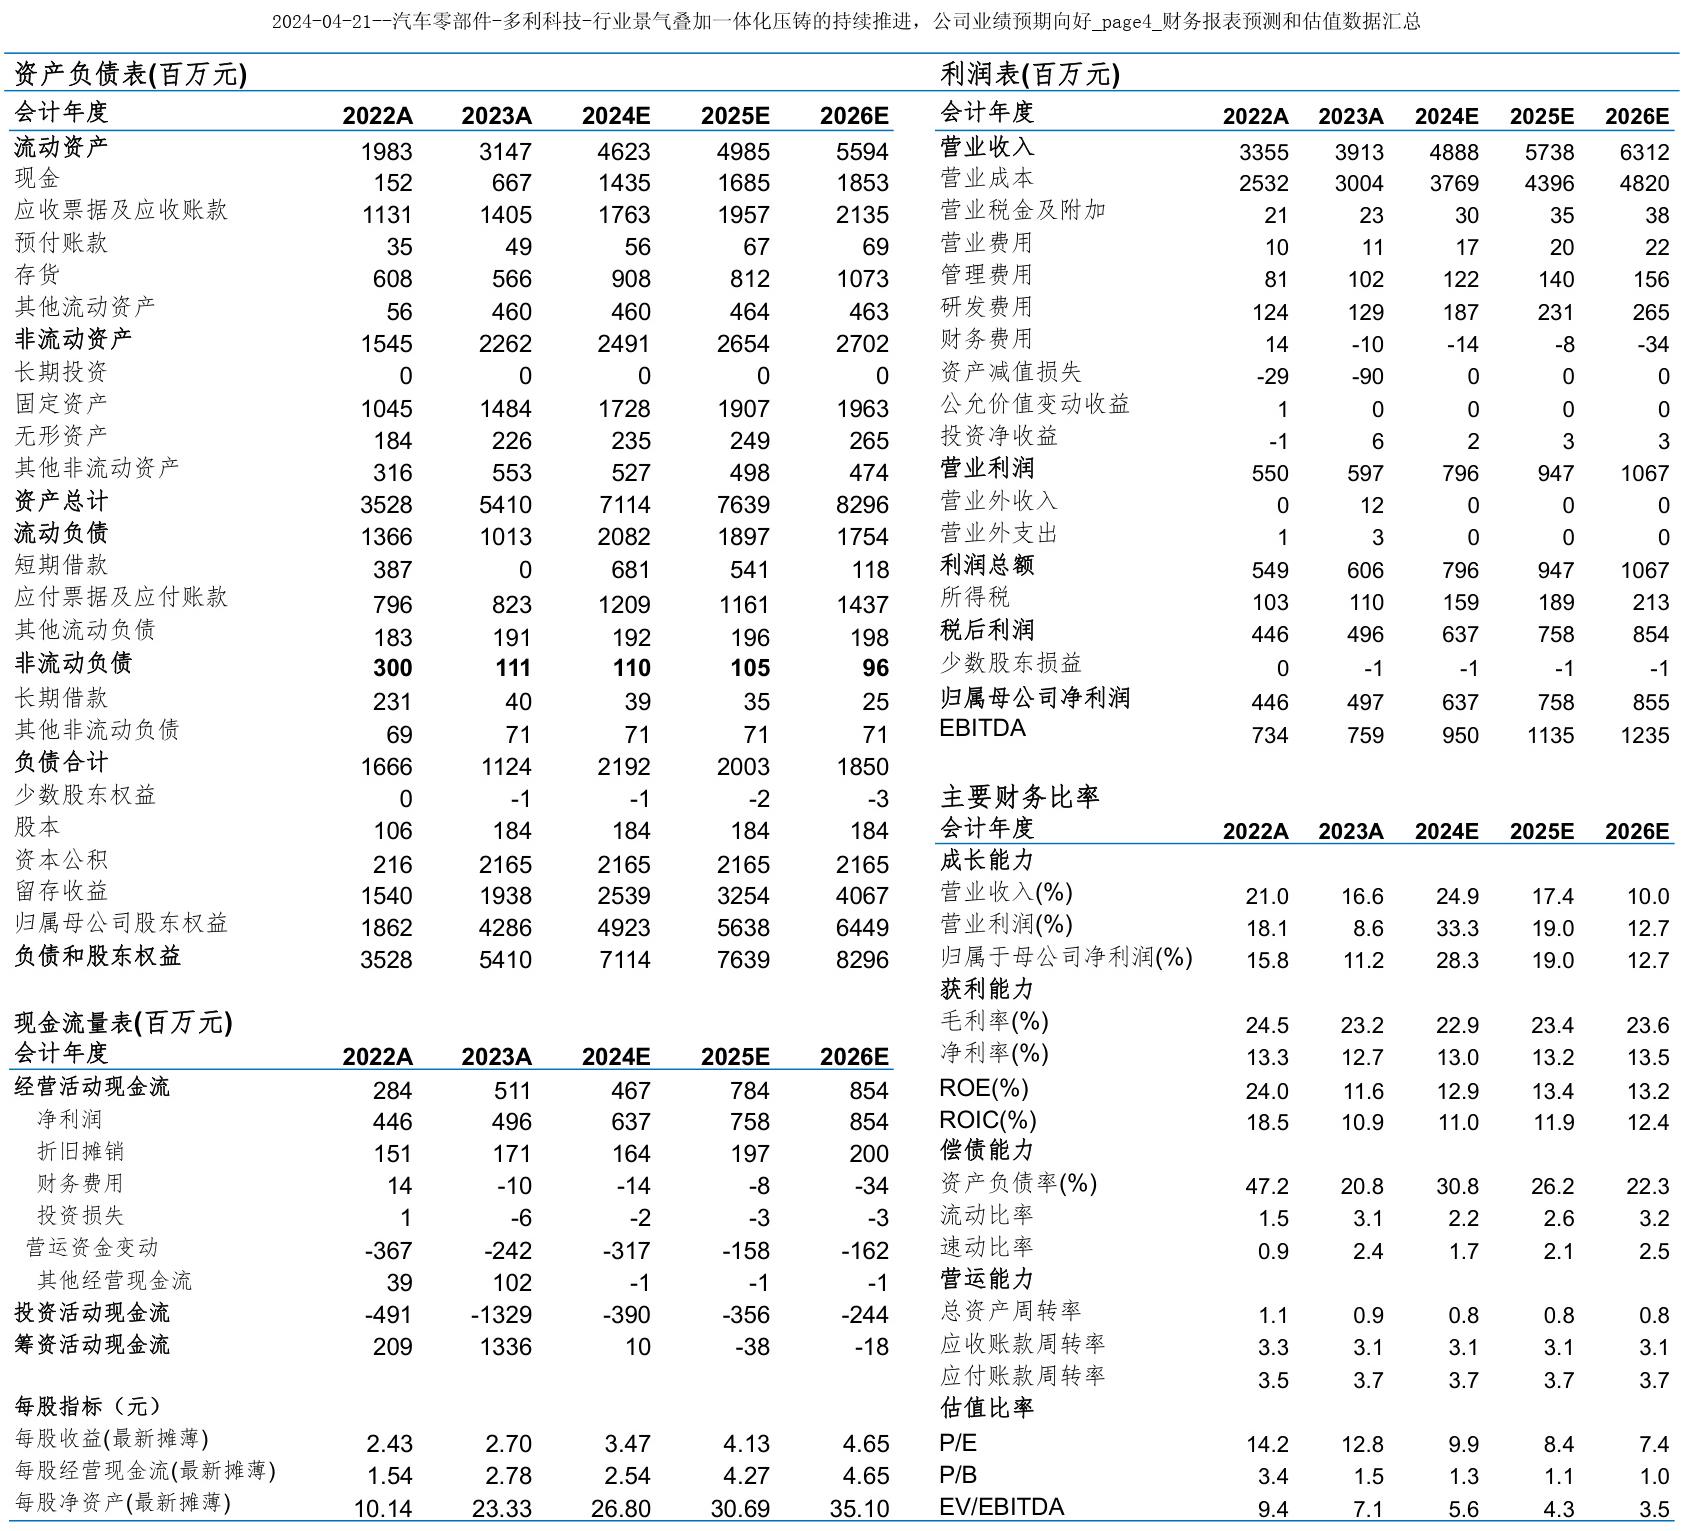 2024-04-21--汽车零部件-多利科技-行业景气叠加一体化压铸的持续推进，公司业绩预期向好_page4_财务报表预测和估值数据汇总
资产负债表(百万元)
会计年度 2022A 2023A 2024E 2025E 2026E
流动资产 1983 3147 4623 4985 5594
现金 152 667 1435 1685 1853
应收票据及应收账款 1131 1405 1763 1957 2135
预付账款 35 49 56 67 69
存货 608 566 908 812 1073
其他流动资产 56 460 460 464 463
非流动资产 1545 2262 2491 2654 2702
长期投资 0 0 0 0 0
固定资产 1045 1484 1728 1907 1963
无形资产 184 226 235 249 265
其他非流动资产 316 553 527 498 474
资产总计 3528 5410 7114 7639 8296
流动负债 1366 1013 2082 1897 1754
短期借款 387 0 681 541 118
应付票据及应付账款 796 823 1209 1161 1437
其他流动负债 183 191 192 196 198
非流动负债 300 111 110 105 96
长期借款 231 40 39 35 25
其他非流动负债 69 71 71 71 71
负债合计 1666 1124 2192 2003 1850
少数股东权益 0 -1 -1 -2 -3
股本 106 184 184 184 184
资本公积 216 2165 2165 2165 2165
留存收益 1540 1938 2539 3254 4067
归属母公司股东权益 1862 4286 4923 5638 6449
负债和股东权益 3528 5410 7114 7639 8296
现金流量表(百万元)
会计年度 2022A 2023A 2024E 2025E 2026E
经营活动现金流 284 511 467 784 854
净利润 446 496 637 758 854
折旧摊销 151 171 164 197 200
财务费用 14 -10 -14 -8 -34
投资损失 1 -6 -2 -3 -3
营运资金变动 -367 -242 -317 -158 -162
其他经营现金流 39 102 -1 -1 -1
投资活动现金流 -491 -1329 -390 -356 -244
筹资活动现金流 209 1336 10 -38 -18
每股指标（元）
每股收益(最新摊薄) 2.43 2.70 3.47 4.13 4.65
每股经营现金流(最新摊薄) 1.54 2.78 2.54 4.27 4.65
每股净资产(最新摊薄) 10.14 23.33 26.80 30.69 35.10
利润表(百万元)
会计年度 2022A 2023A 2024E 2025E 2026E
营业收入 3355 3913 4888 5738 6312
营业成本 2532 3004 3769 4396 4820
营业税金及附加 21 23 30 35 38
营业费用 10 11 17 20 22
管理费用 81 102 122 140 156
研发费用 124 129 187 231 265
财务费用 14 -10 -14 -8 -34
资产减值损失 -29 -90 0 0 0
公允价值变动收益 1 0 0 0 0
投资净收益 -1 6 2 3 3
营业利润 550 597 796 947 1067
营业外收入 0 12 0 0 0
营业外支出 1 3 0 0 0
利润总额 549 606 796 947 1067
所得税 103 110 159 189 213
税后利润 446 496 637 758 854
少数股东损益 0 -1 -1 -1 -1
归属母公司净利润 446 497 637 758 855
EBITDA 734 759 950 1135 1235
主要财务比率
会计年度 2022A 2023A 2024E 2025E 2026E
成长能力
营业收入(%) 21.0 16.6 24.9 17.4 10.0
营业利润(%) 18.1 8.6 33.3 19.0 12.7
归属于母公司净利润(%) 15.8 11.2 28.3 19.0 12.7
获利能力
毛利率(%) 24.5 23.2 22.9 23.4 23.6
净利率(%) 13.3 12.7 13.0 13.2 13.5
ROE(%) 24.0 11.6 12.9 13.4 13.2
ROIC(%) 18.5 10.9 11.0 11.9 12.4
偿债能力
资产负债率(%) 47.2 20.8 30.8 26.2 22.3
流动比率 1.5 3.1 2.2 2.6 3.2
速动比率 0.9 2.4 1.7 2.1 2.5
营运能力
总资产周转率 1.1 0.9 0.8 0.8 0.8
应收账款周转率 3.3 3.1 3.1 3.1 3.1
应付账款周转率 3.5 3.7 3.7 3.7 3.7
估值比率
P/E 14.2 12.8 9.9 8.4 7.4
P/B 3.4 1.5 1.3 1.1 1.0
EV/EBITDA 9.4 7.1 5.6 4.3 3.5